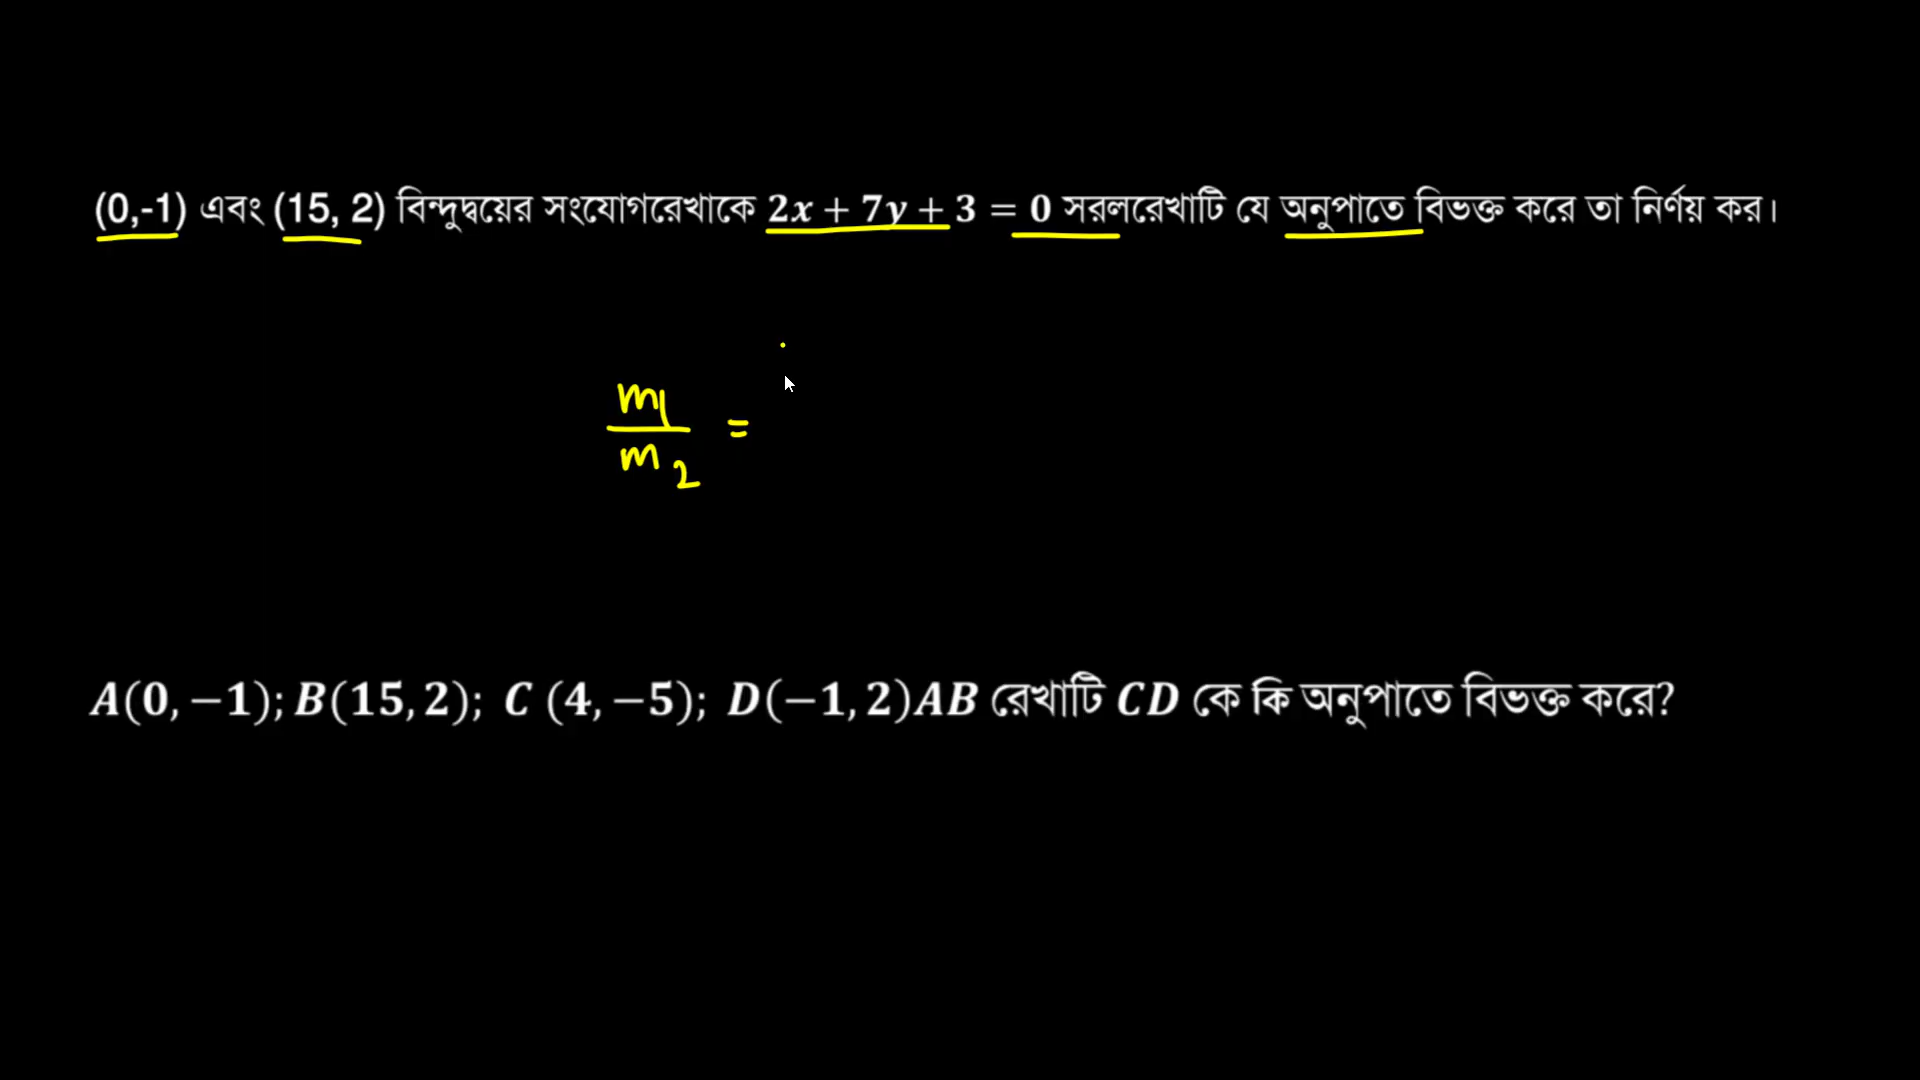 (0,-1) এবং (15, 2) বিন্দুদ্বয়ের সংযোগরেখাকে 2x + 7y + 3 = 0 সরলরেখাটি যে অনুপাতে বিভক্ত করে তা নির্ণয় কর।
m1
m2 =
A(0, −1); B(15, 2); C (4, −5); D(−1, 2)AB রেখাটি CD কে কি অনুপাতে বিভক্ত করে?